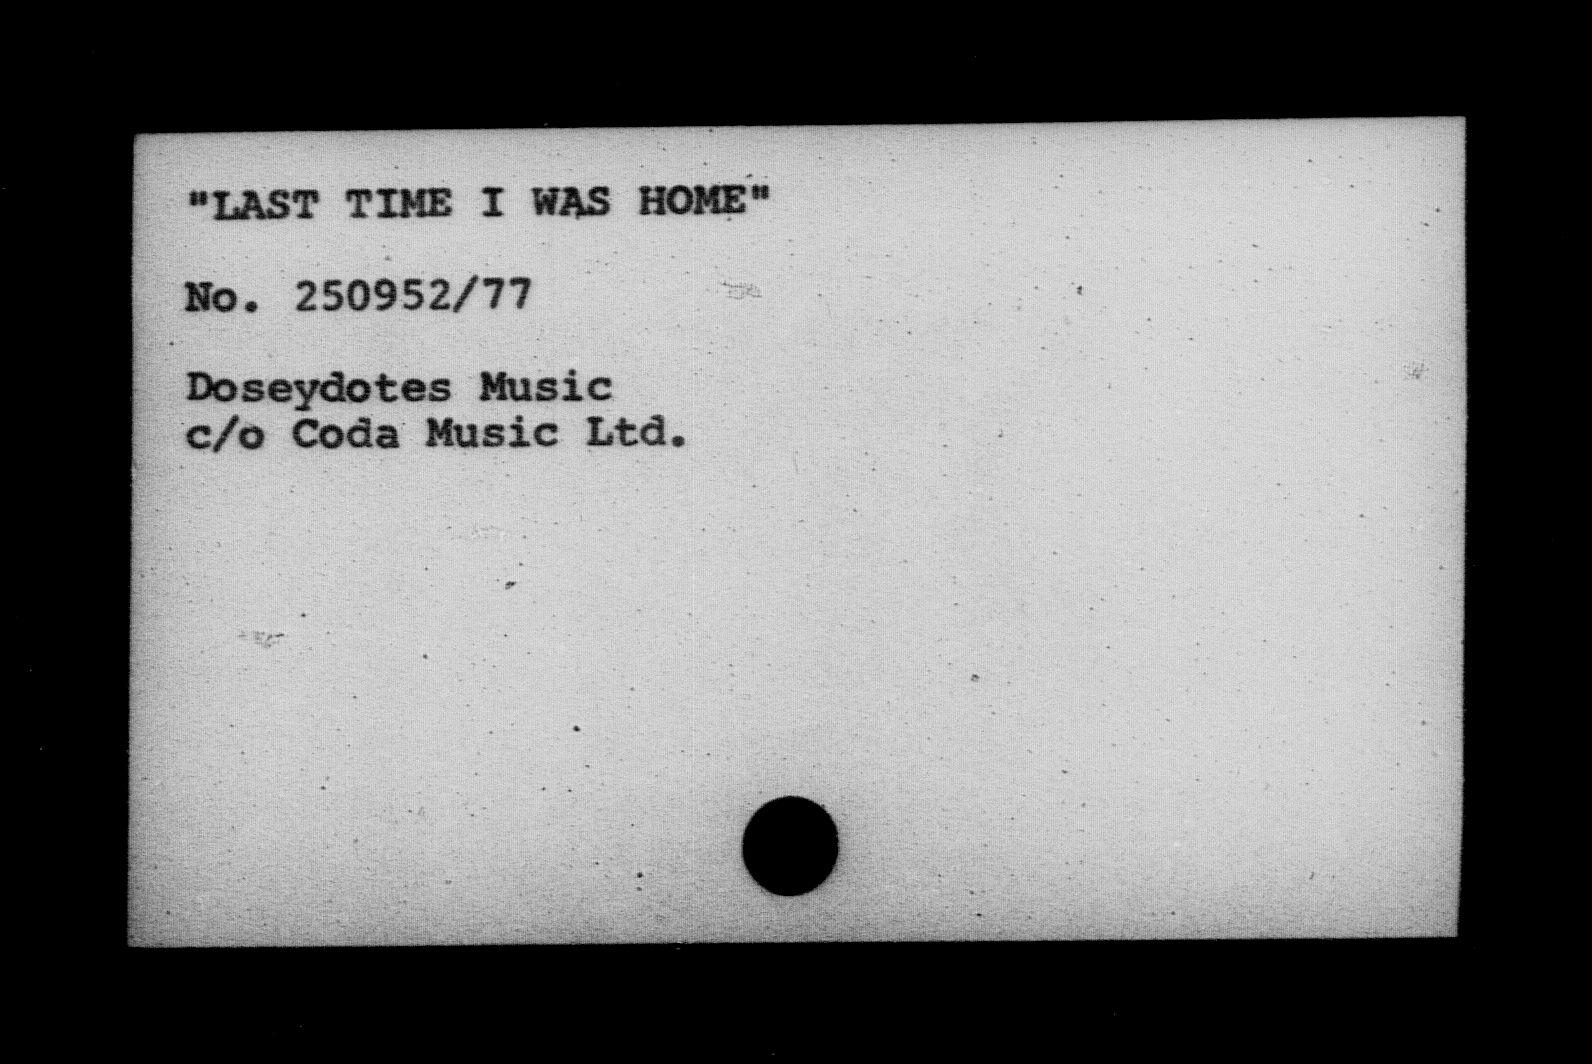 "LAST TIME I WAS HOME"
No. 250952/77
Doseydotes Music
c/o Coda Music Ltd.